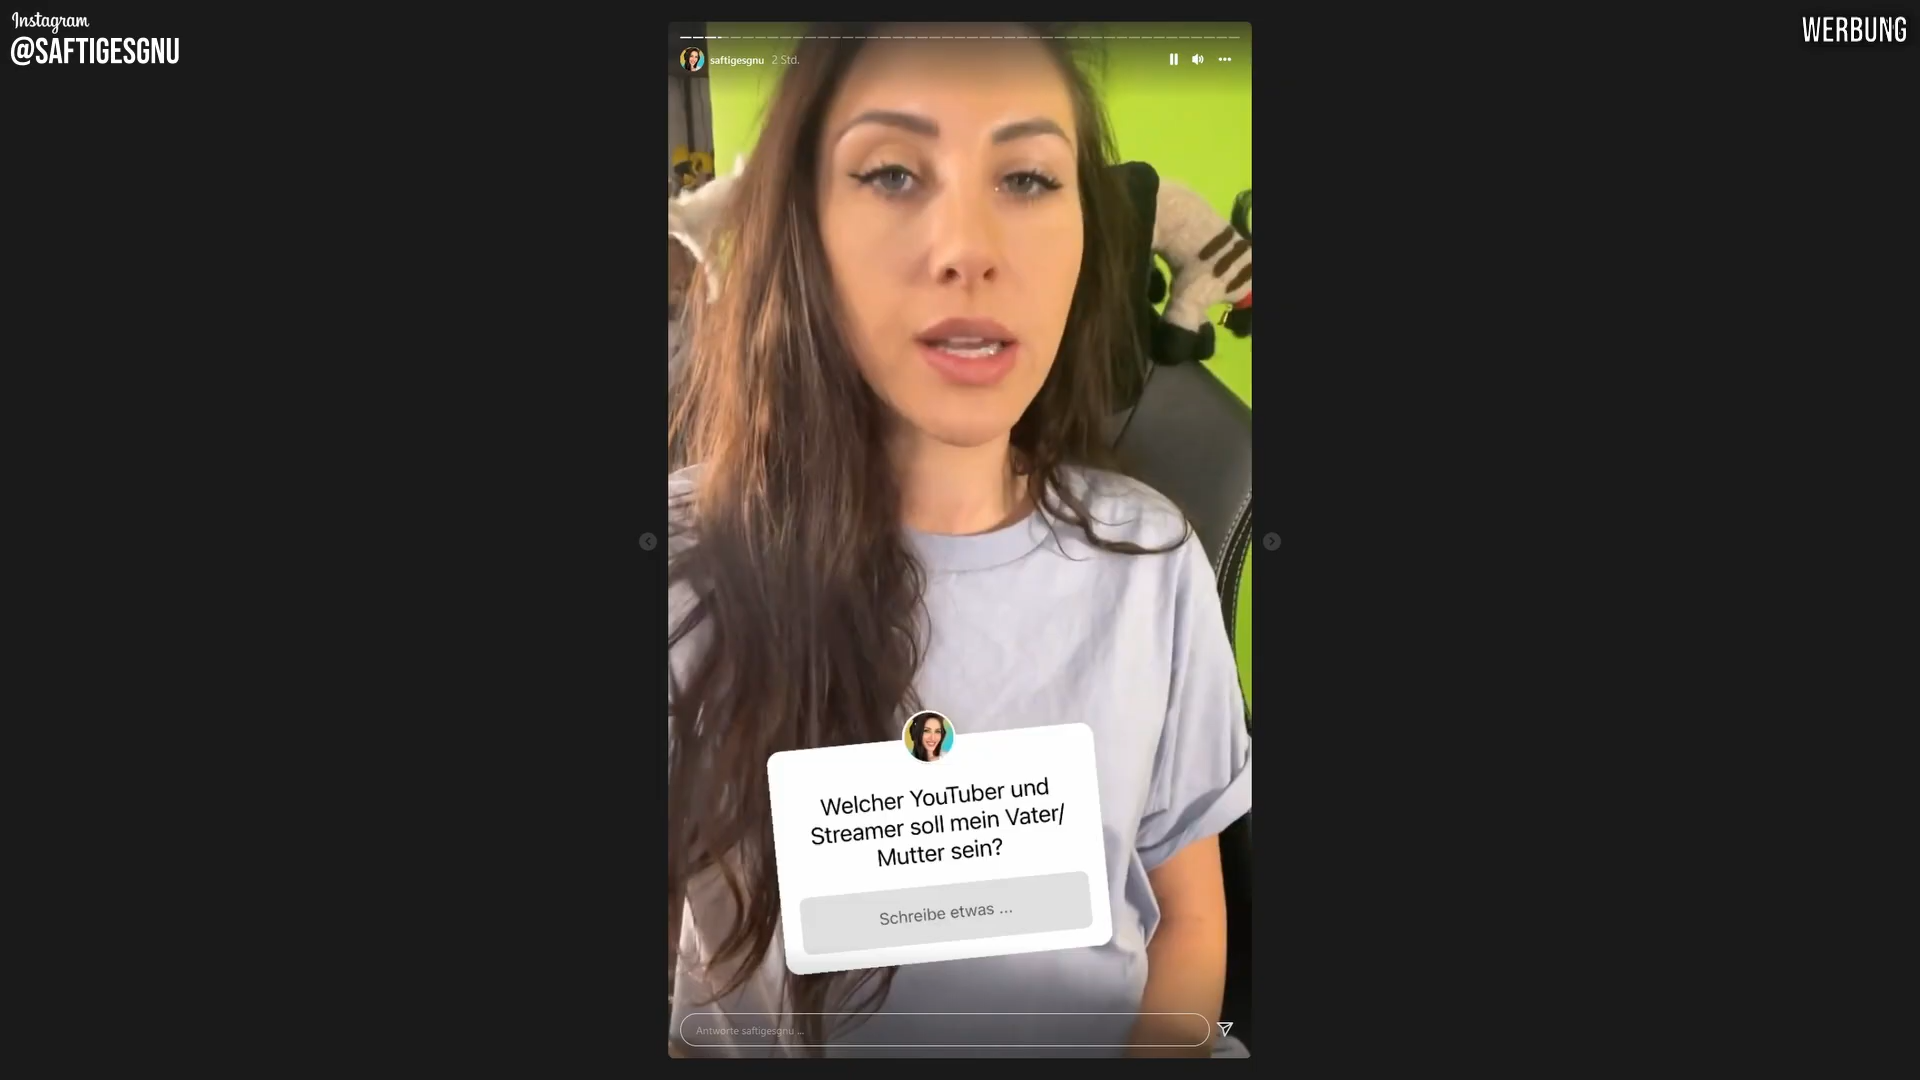 Instagram
@SAFTIGESGNU
WERBUNG
saftigesgnu 2 Std.
Welcher YouTuber und
Streamer soll mein Vater/
Mutter sein?
Schreibe etwas ...
Antworte saftigesgnu ...